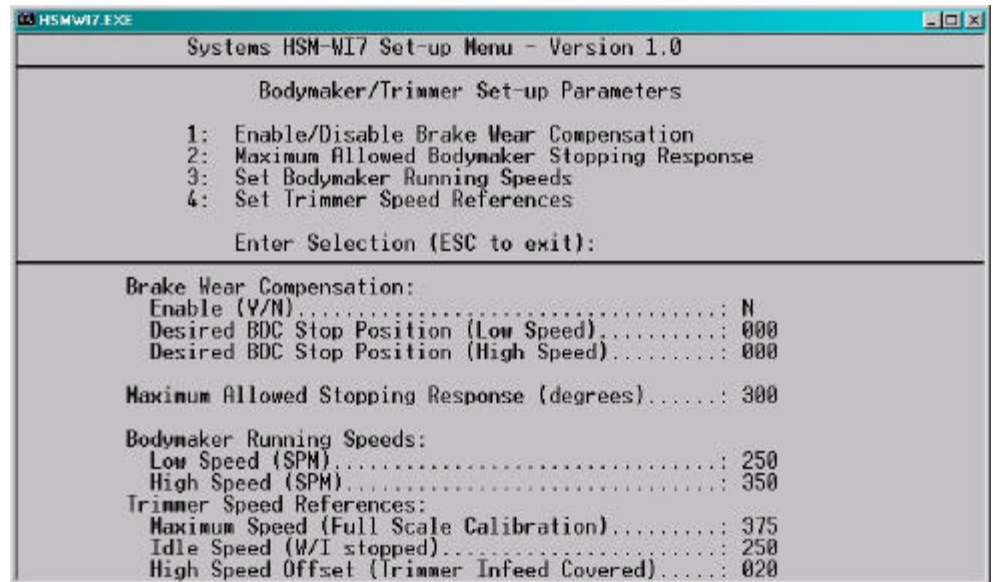 HSMWI7.EXE
Systems HSM-WI7 Set-up Menu - Version 1.0
Bodymaker/Trimmer Set-up Parameters
1: Enable/Disable Brake Wear Compensation
2: Maximum Allowed Bodymaker Stopping Response
3: Set Bodymaker Running Speeds
4: Set Trimmer Speed References
Enter Selection (ESC to exit):
Brake Wear Compensation:
Enable (Y/N)....................................: N
Desired BDC Stop Position (Low Speed)..........: 000
Desired BDC Stop Position (High Speed).........: 000
Maximum Allowed Stopping Response (degrees)......: 300
Bodymaker Running Speeds:
Low Speed (SPM).................................: 250
High Speed (SPM)................................: 350
Trimmer Speed References:
Maximum Speed (Full Scale Calibration).........: 375
Idle Speed (W/I stopped)........................: 250
High Speed Offset (Trimmer Infeed Covered).....: 020